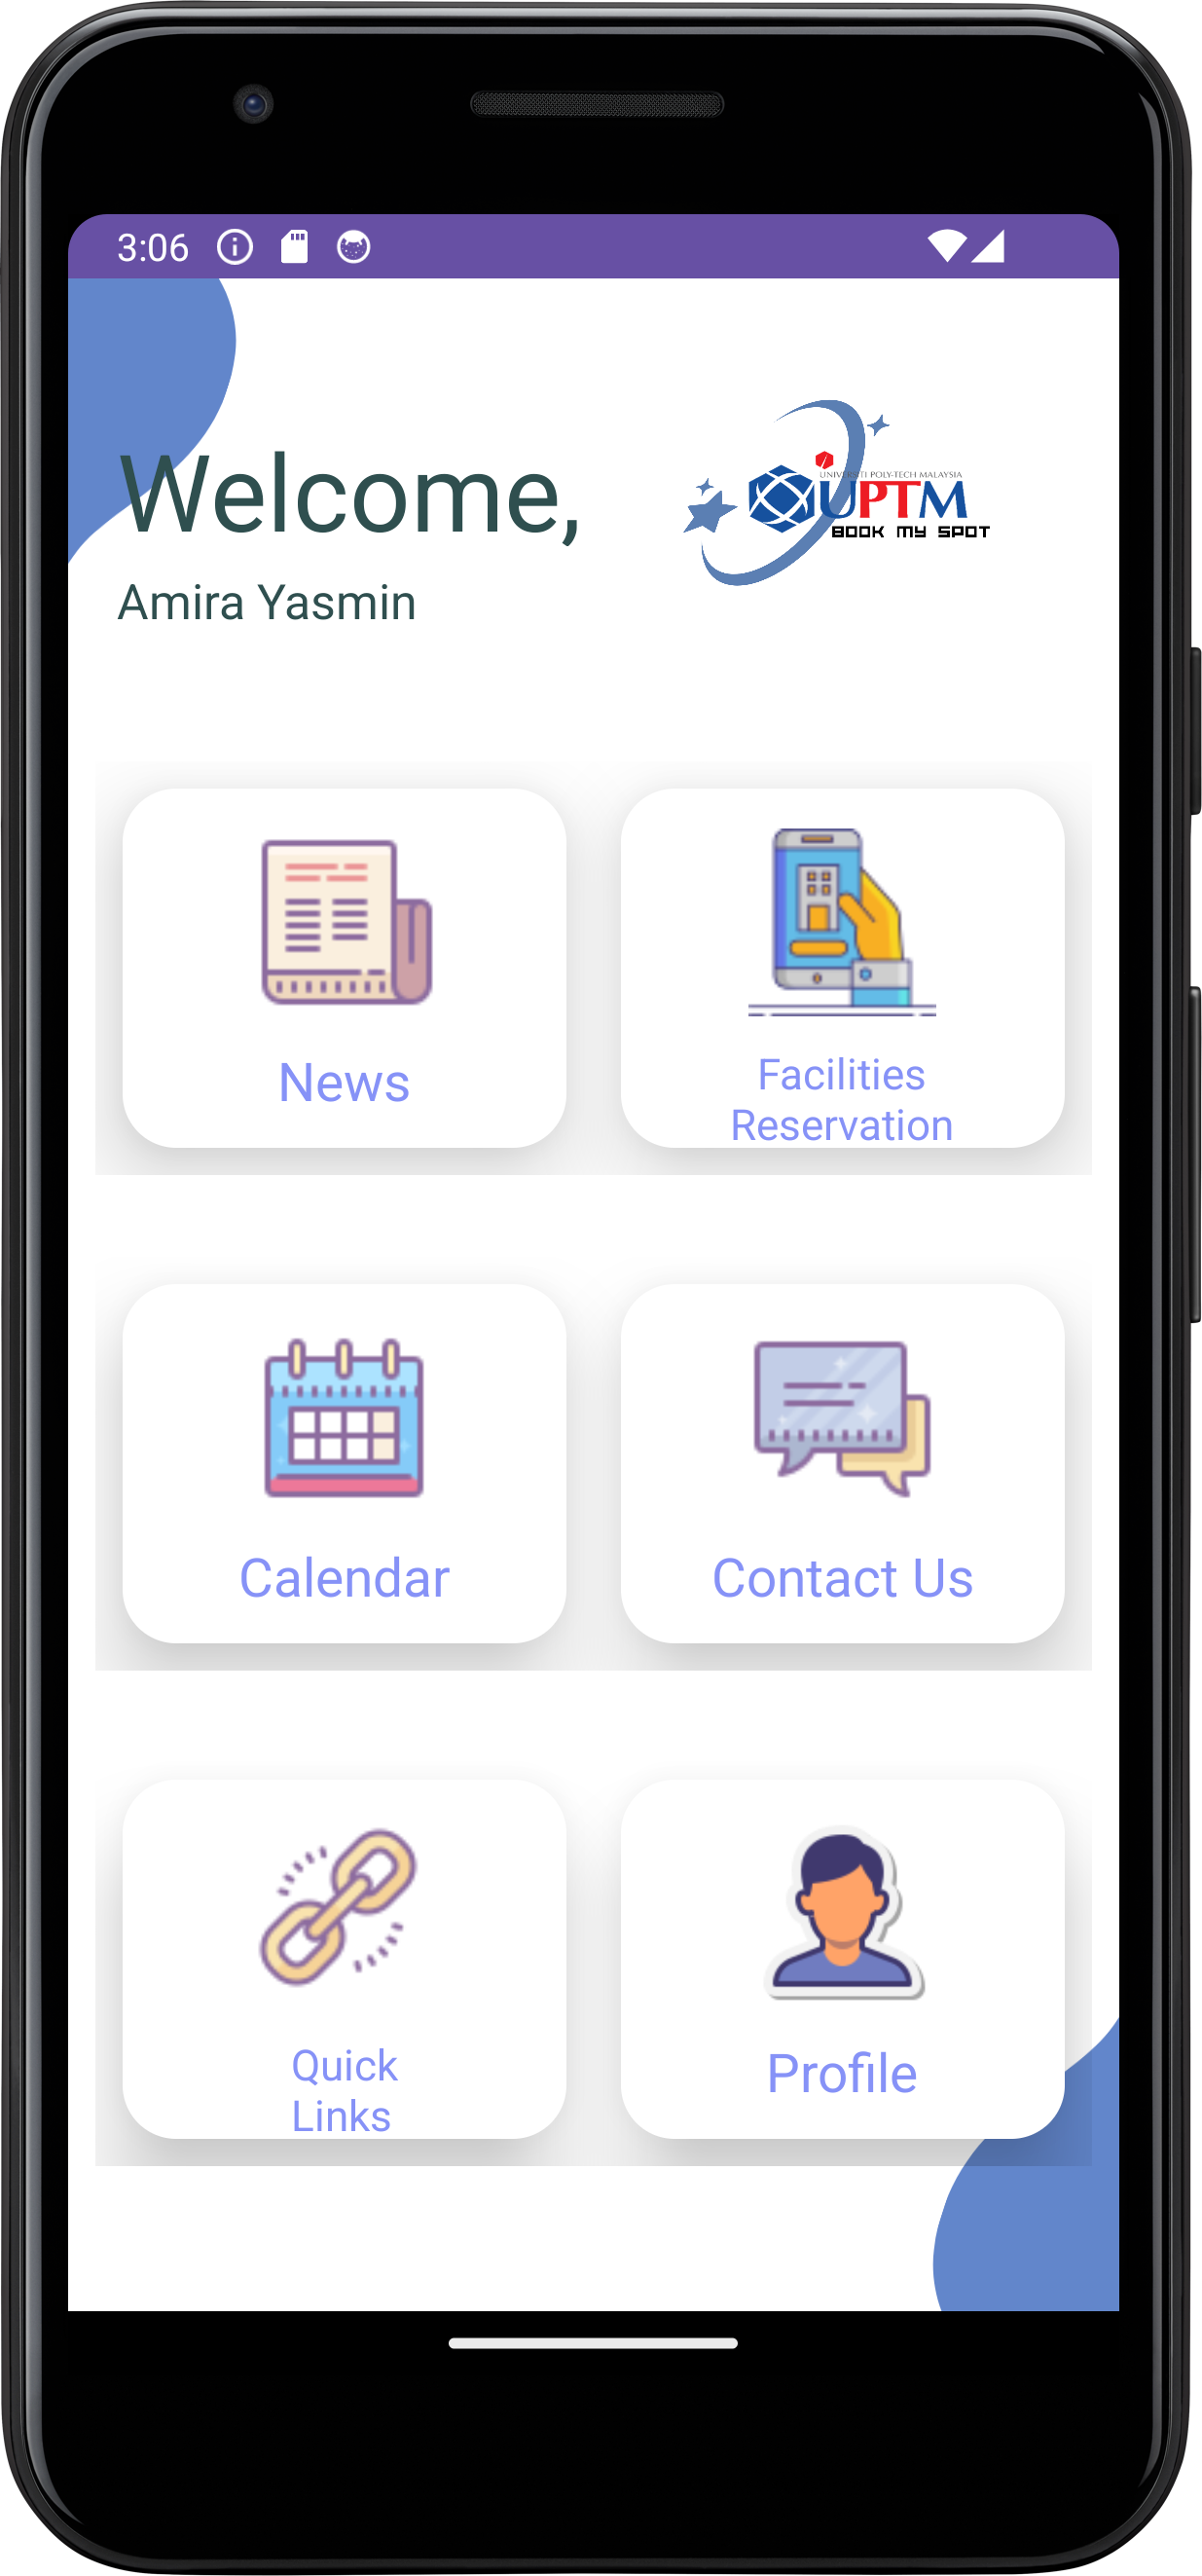 3:06
Welcome,
Amira Yasmin
UNIVERSITI POLY-TECH MALAYSIA
UPTM
BOOK MY SPOT
News
Facilities
Reservation
Calendar
Contact Us
Quick
Links
Profile